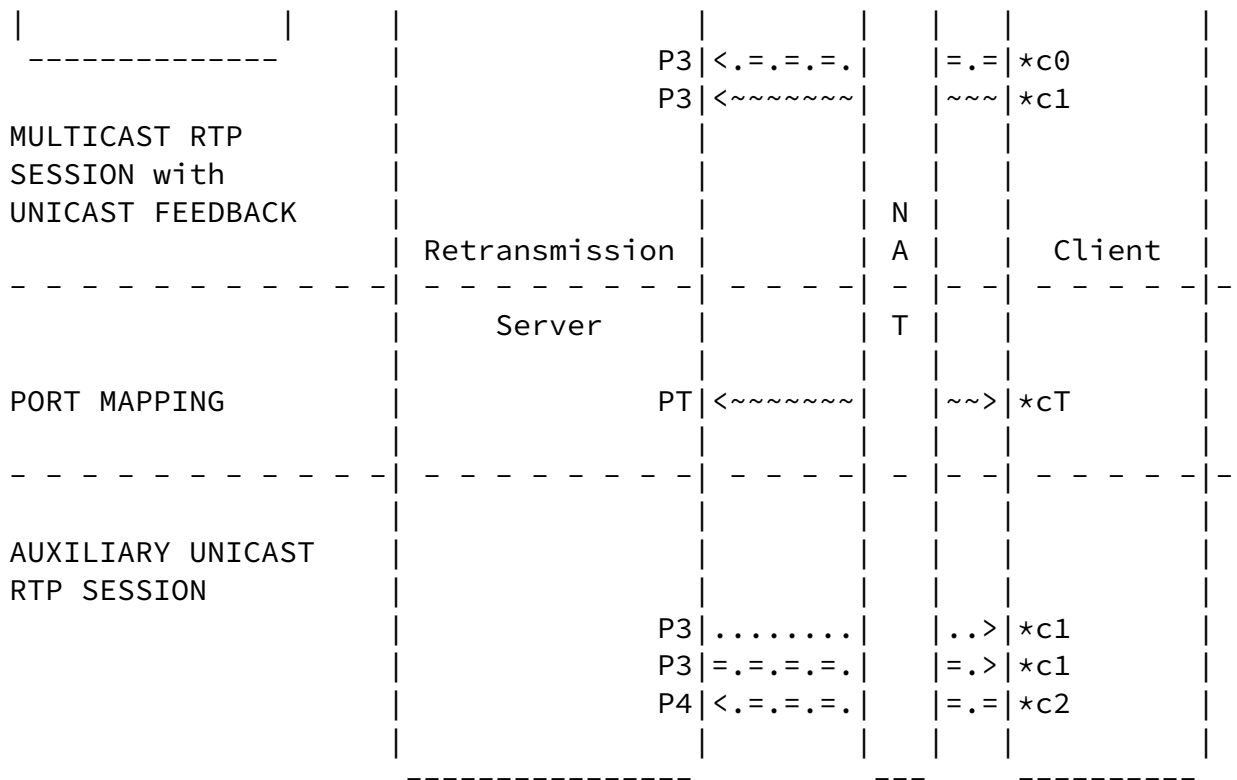 |              |     |               |       |   |   |         |
 --------------      |             P3|<.=.=.=.|   |=.=|*c0       |
                     |             P3|<~~~~~~~|   |~~~|*c1       |
MULTICAST RTP        |               |        |   |   |          |
SESSION with         |               |        |   |   |          |
UNICAST FEEDBACK     |               |        | N |   |          |
                     | Retransmission |        | A |   |  Client  |
- - - - - - - - - - -| - - - - - - - -| - - - -| - |- -| - - - - -|-
                     |     Server     |        | T |   |          |
                     |                |        |   |   |          |
PORT MAPPING         |              PT|<~~~~~~~|   |~~>|*cT       |
                     |                |        |   |   |          |
- - - - - - - - - - -| - - - - - - - -| - - - -| - |- -| - - - - -|-
                     |                |        |   |   |          |
AUXILIARY UNICAST    |                |        |   |   |          |
RTP SESSION          |                |        |   |   |          |
                     |              P3|........|   |..>|*c1       |
                     |              P3|=.=.=.=.|   |=.>|*c1       |
                     |              P4|<.=.=.=.|   |=.=|*c2       |
                     |                |        |   |   |          |
                      ----------------          ---     ----------